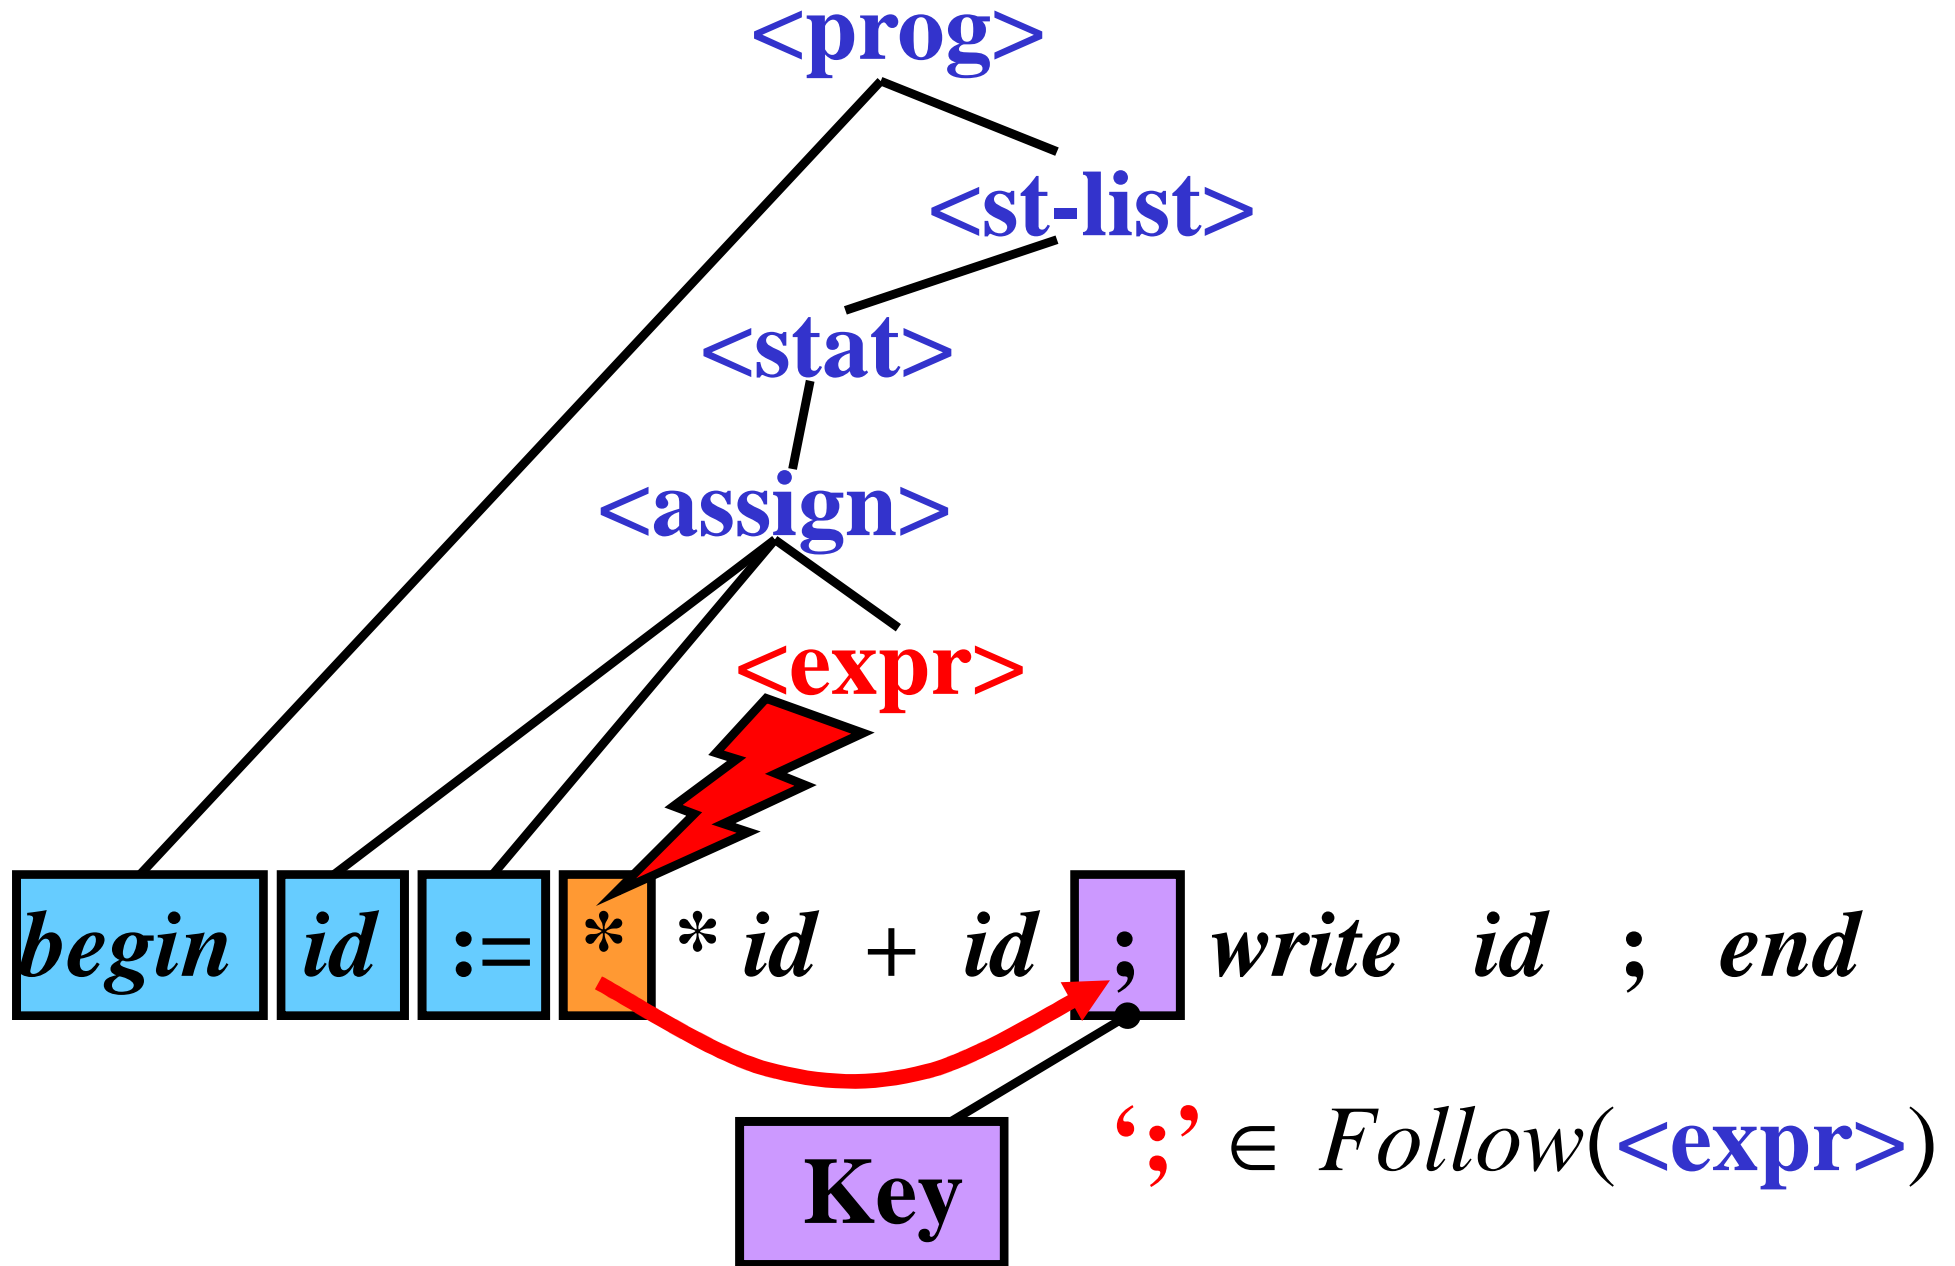 <prog>
<st-list>
<stat>
<assign>
<expr>
begin id := * * id + id ; write id ; end
‘;’ ∈ Follow(<expr>)
Key